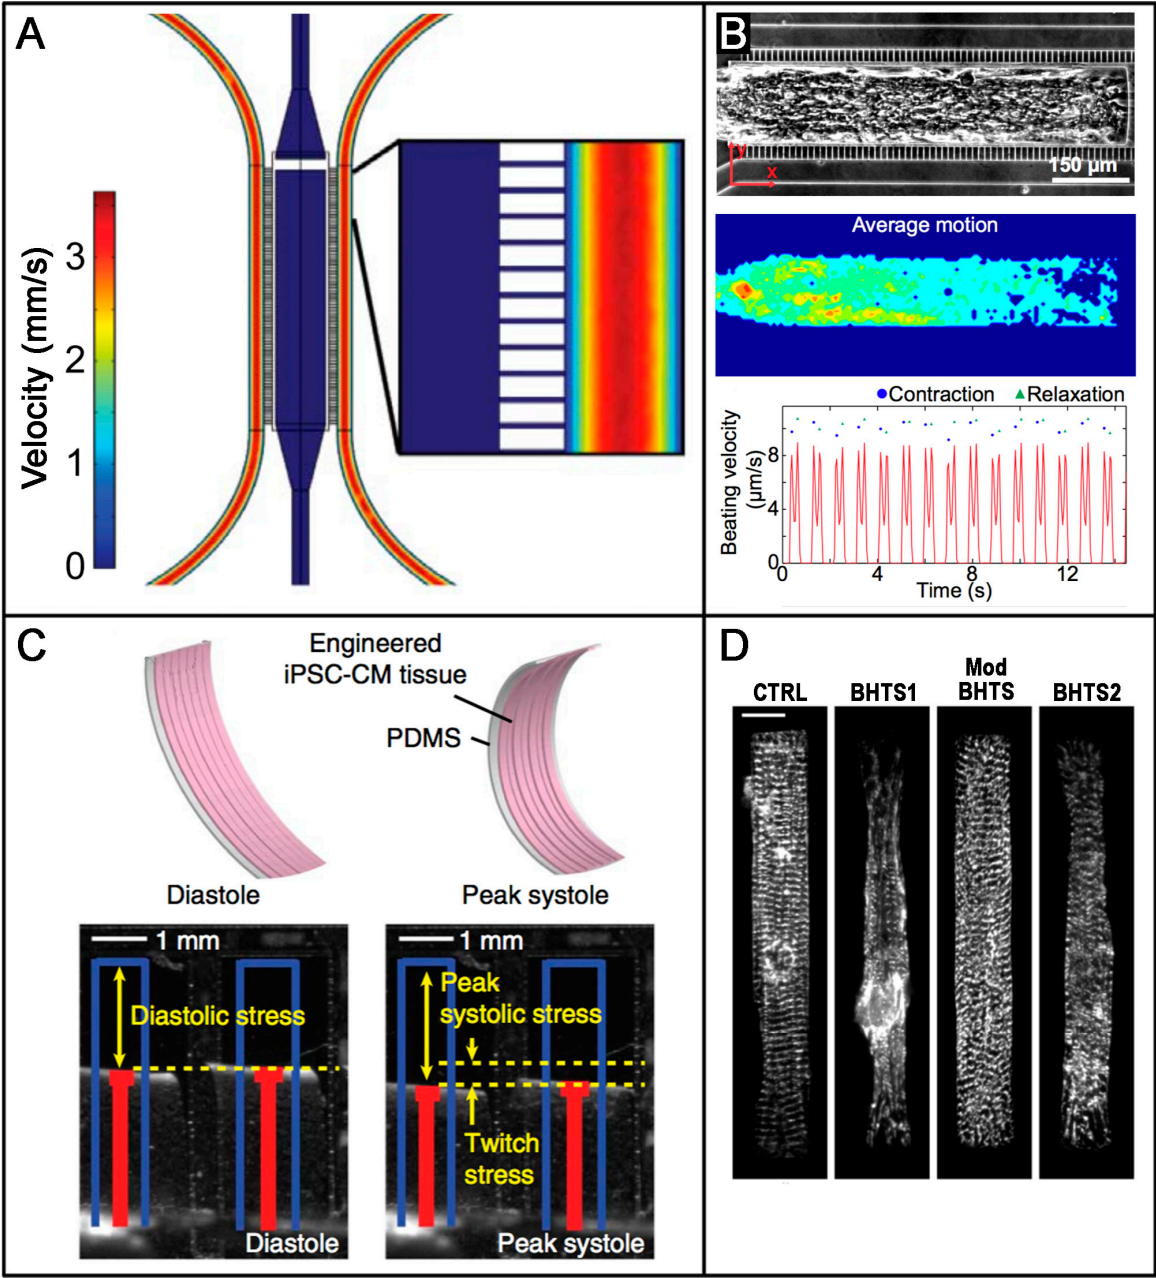 A
Velocity (mm/s)
3
2
1
0
B
y
x
150 µm
Average motion
Contraction
Relaxation
Beating velocity
(µm/s)
8
4
0
0
4
8
12
Time (s)
C
Engineered
iPSC-CM tissue
PDMS
Diastole
Peak systole
1 mm
Diastolic stress
Diastole
1 mm
Peak
systolic stress
Twitch
stress
Peak systole
D
CTRL
BHTS1
Mod
BHTS
BHTS2